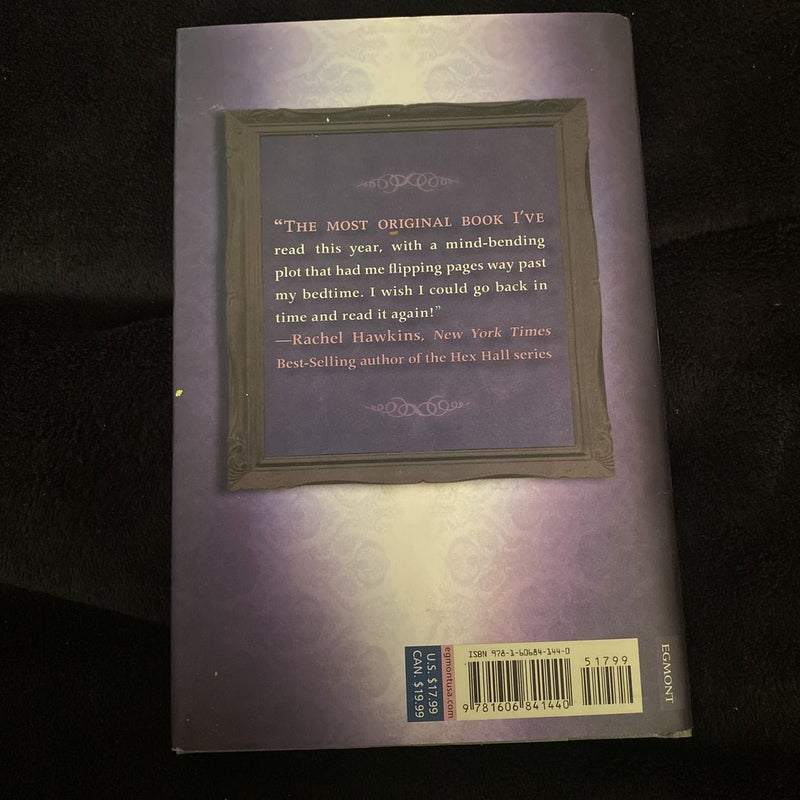 “THE MOST ORIGINAL BOOK I’VE
read this year, with a mind-bending
plot that had me flipping pages way past
my bedtime. I wish I could go back in
time and read it again!”
—Rachel Hawkins, New York Times
Best-Selling author of the Hex Hall series
ISBN 978-1-60684-144-0
51799
9 781606 841440
egmontusa.com
U.S. $17.99
CAN. $19.99
EGMONT